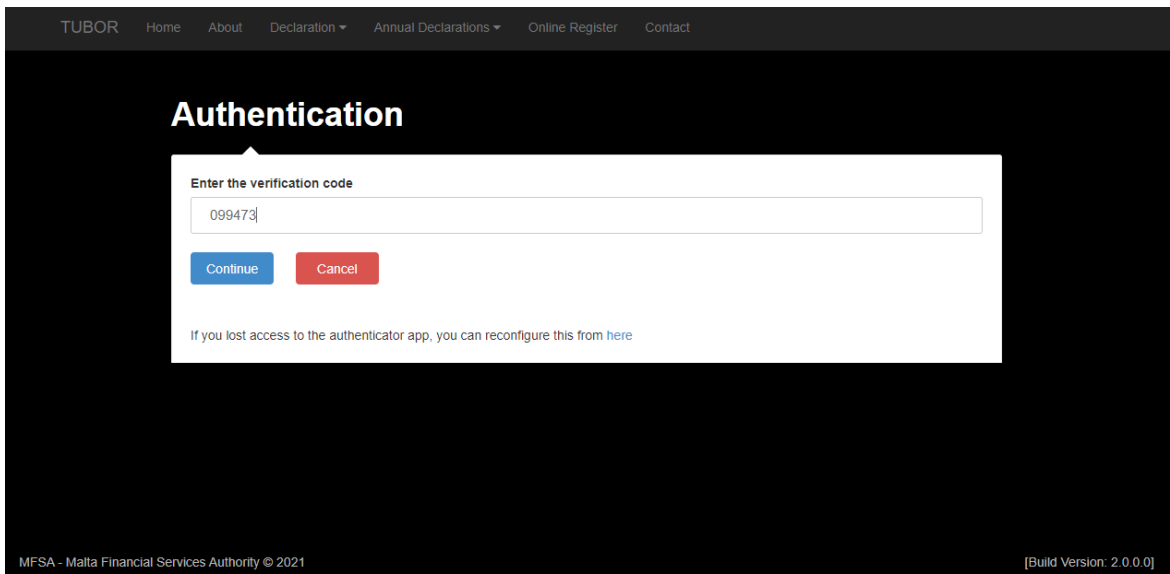 TUBOR Home About Declaration Annual Declarations Online Register Contact
Authentication
Enter the verification code
099473
Continue Cancel
If you lost access to the authenticator app, you can reconfigure this from here
MFSA - Malta Financial Services Authority © 2021 [Build Version: 2.0.0.0]